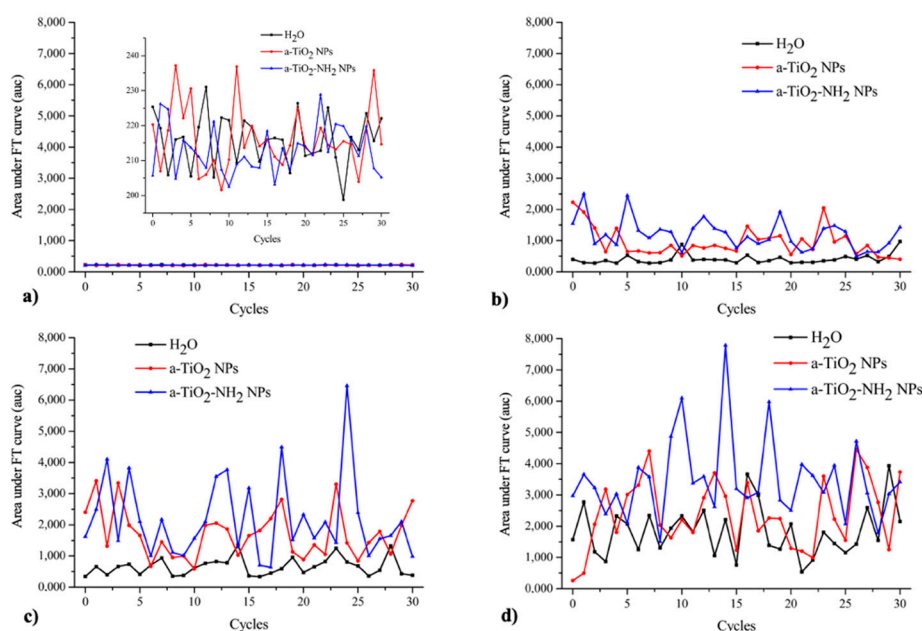 8,000
7,000
6,000
5,000
4,000
3,000
2,000
1,000
0,000
Area under FT curve (auc)
240
230
220
210
200
Area under FT curve (auc)
0 5 10 15 20 25 30
Cycles
H2O
a-TiO2 NPs
a-TiO2-NH2 NPs
0 5 10 15 20 25 30
Cycles
a)
8,000
7,000
6,000
5,000
4,000
3,000
2,000
1,000
0,000
Area under FT curve (auc)
H2O
a-TiO2 NPs
a-TiO2-NH2 NPs
0 5 10 15 20 25 30
Cycles
b)
8,000
7,000
6,000
5,000
4,000
3,000
2,000
1,000
0,000
Area under FT curve (auc)
H2O
a-TiO2 NPs
a-TiO2-NH2 NPs
0 5 10 15 20 25 30
Cycles
c)
8,000
7,000
6,000
5,000
4,000
3,000
2,000
1,000
0,000
Area under FT curve (auc)
H2O
a-TiO2 NPs
a-TiO2-NH2 NPs
0 5 10 15 20 25 30
Cycles
d)